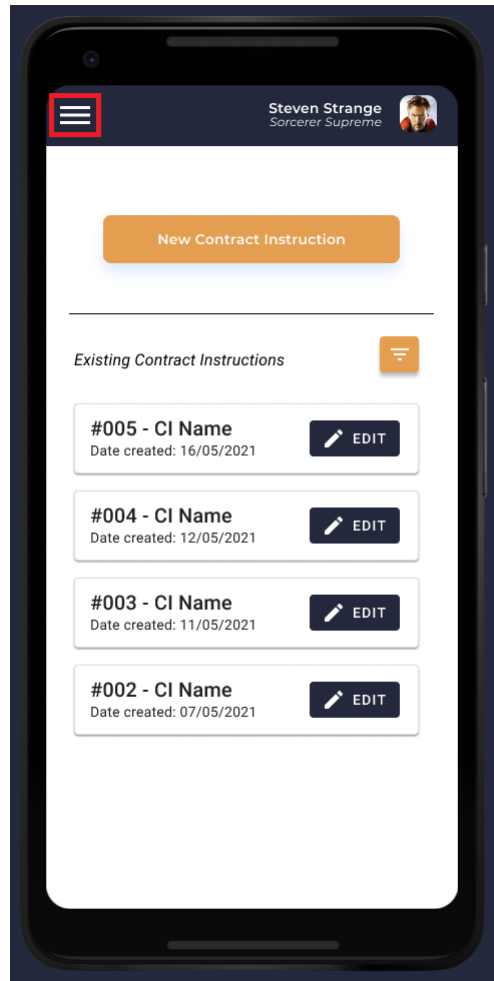 Steven Strange
Sorcerer Supreme
New Contract Instruction
Existing Contract Instructions
#005 - CI Name
Date created: 16/05/2021
EDIT
#004 - CI Name
Date created: 12/05/2021
EDIT
#003 - CI Name
Date created: 11/05/2021
EDIT
#002 - CI Name
Date created: 07/05/2021
EDIT